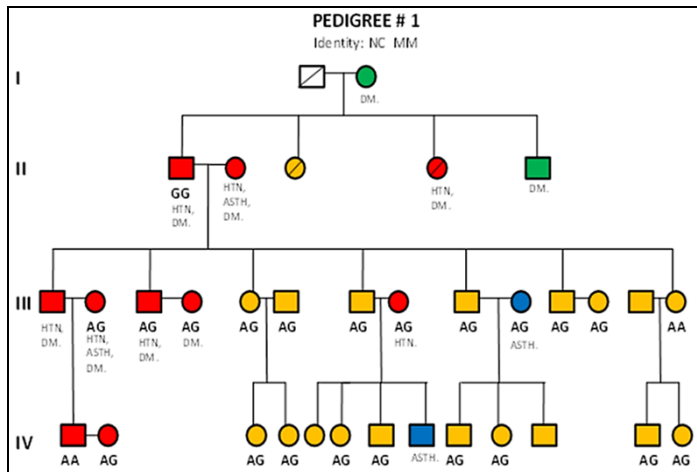 PEDIGREE # 1
Identity: NC MM
I
DM.
II
GG
HTN,
DM.
HTN,
ASTH,
DM.
HTN,
DM.
DM.
III
HTN,
DM.
AG
HTN,
ASTH,
DM.
AG
HTN,
DM.
AG
DM.
AG
AG
AG
HTN.
AG
AG
ASTH.
AG
AG
AA
IV
AA
AG
AG
AG
AG
AG
ASTH.
AG
AG
AG
AG